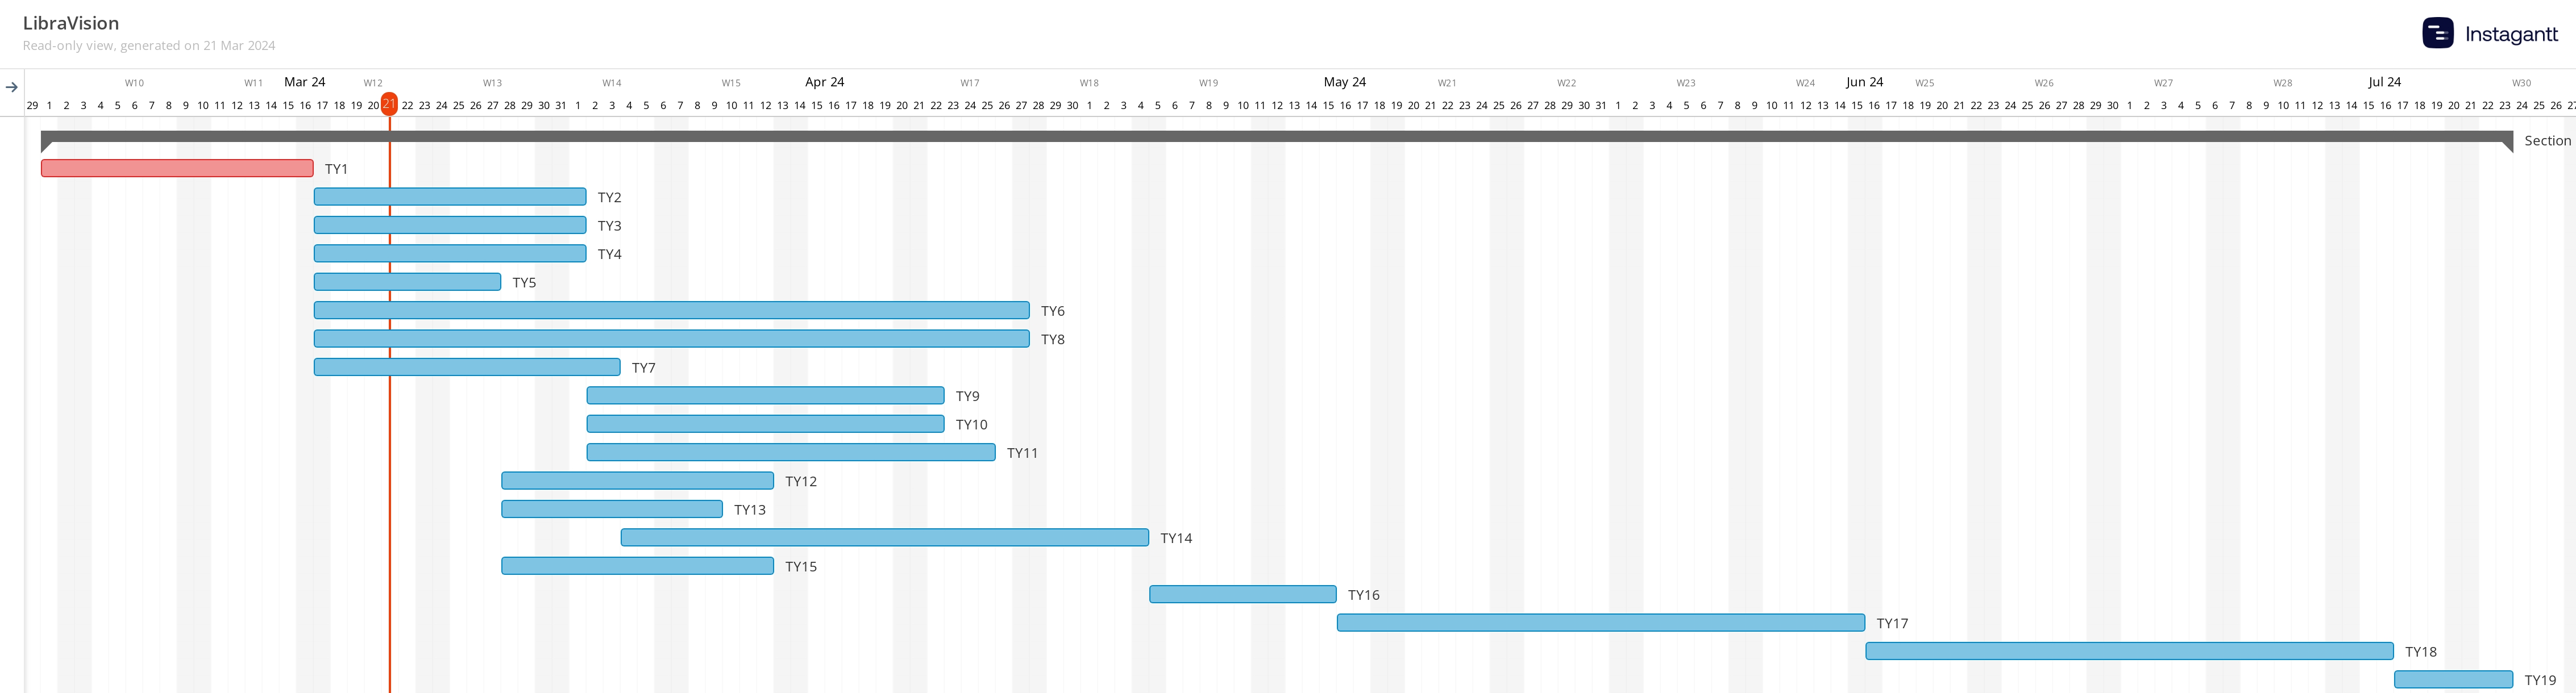 LibraVision
Read-only view, generated on 21 Mar 2024
Instagantt
W10 W11 Mar 24 W12 W13 W14 W15 Apr 24 W17 W18 W19 May 24 W21 W22 W23 W24 Jun 24 W25 W26 W27 W28 Jul 24 W30
29 1 2 3 4 5 6 7 8 9 10 11 12 13 14 15 16 17 18 19 20 21 22 23 24 25 26 27 28 29 30 31 1 2 3 4 5 6 7 8 9 10 11 12 13 14 15 16 17 18 19 20 21 22 23 24 25 26 27 28 29 30 1 2 3 4 5 6 7 8 9 10 11 12 13 14 15 16 17 18 19 20 21 22 23 24 25 26 27 28 29 30 31 1 2 3 4 5 6 7 8 9 10 11 12 13 14 15 16 17 18 19 20 21 22 23 24 25 26 27 28 29 30 1 2 3 4 5 6 7 8 9 10 11 12 13 14 15 16 17 18 19 20 21 22 23 24 25 26 27
Section
TY1
TY2
TY3
TY4
TY5
TY6
TY8
TY7
TY9
TY10
TY11
TY12
TY13
TY14
TY15
TY16
TY17
TY18
TY19